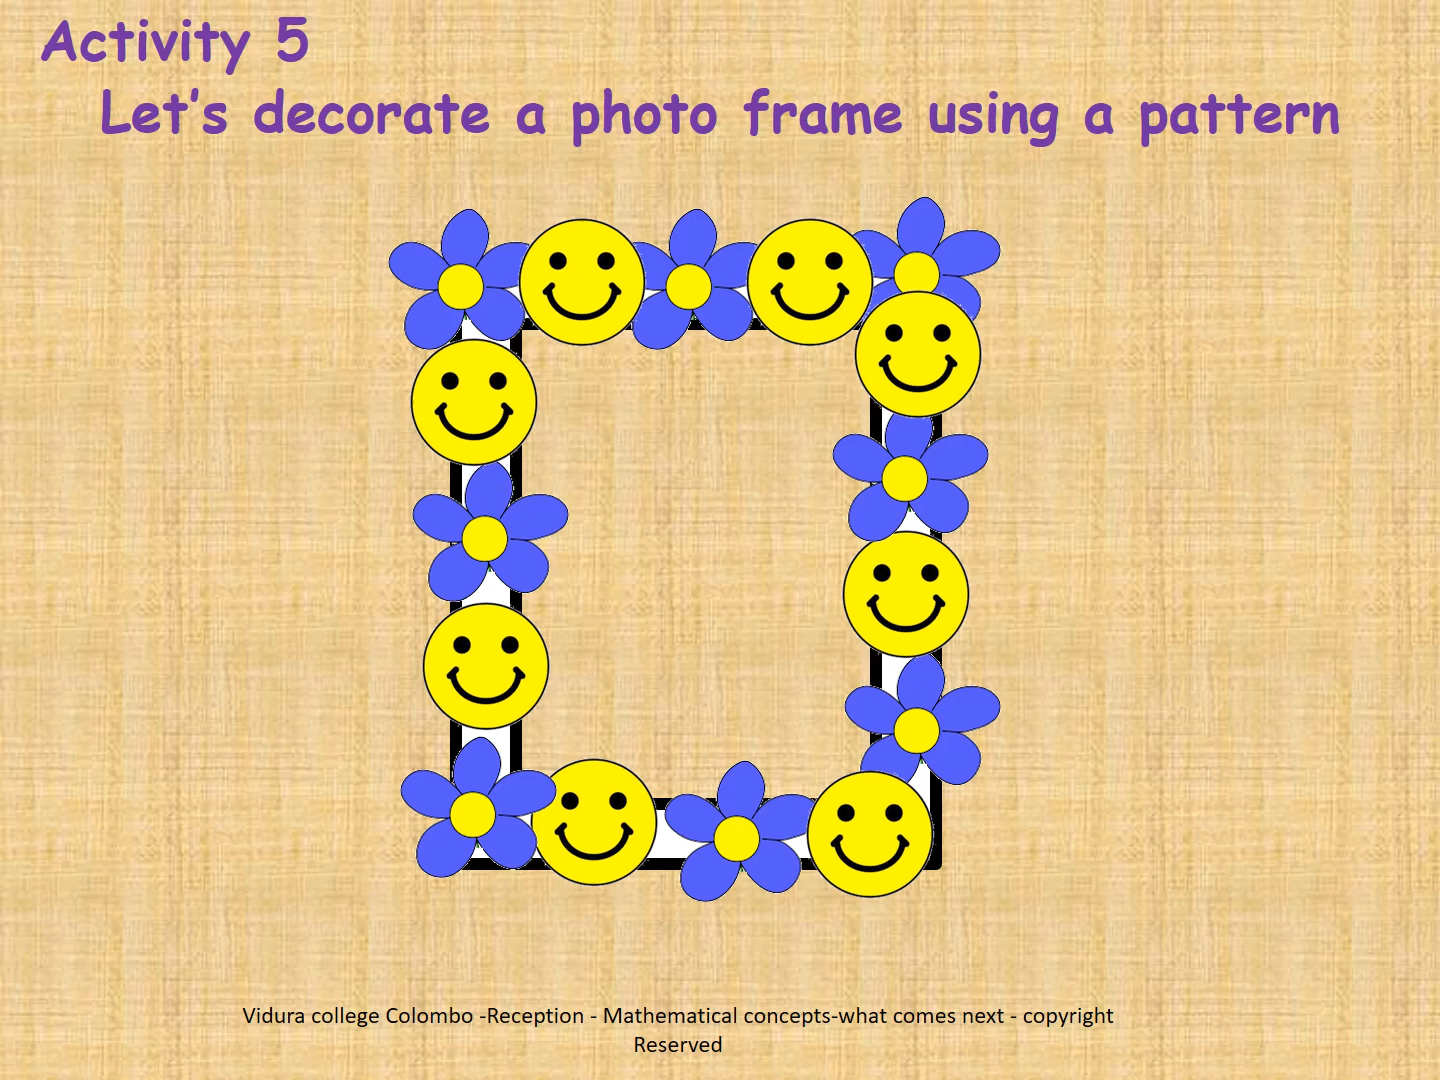 Activity 5
Let's decorate a photo frame using a pattern
Vidura college Colombo -Reception - Mathematical concepts-what comes next - copyright
Reserved